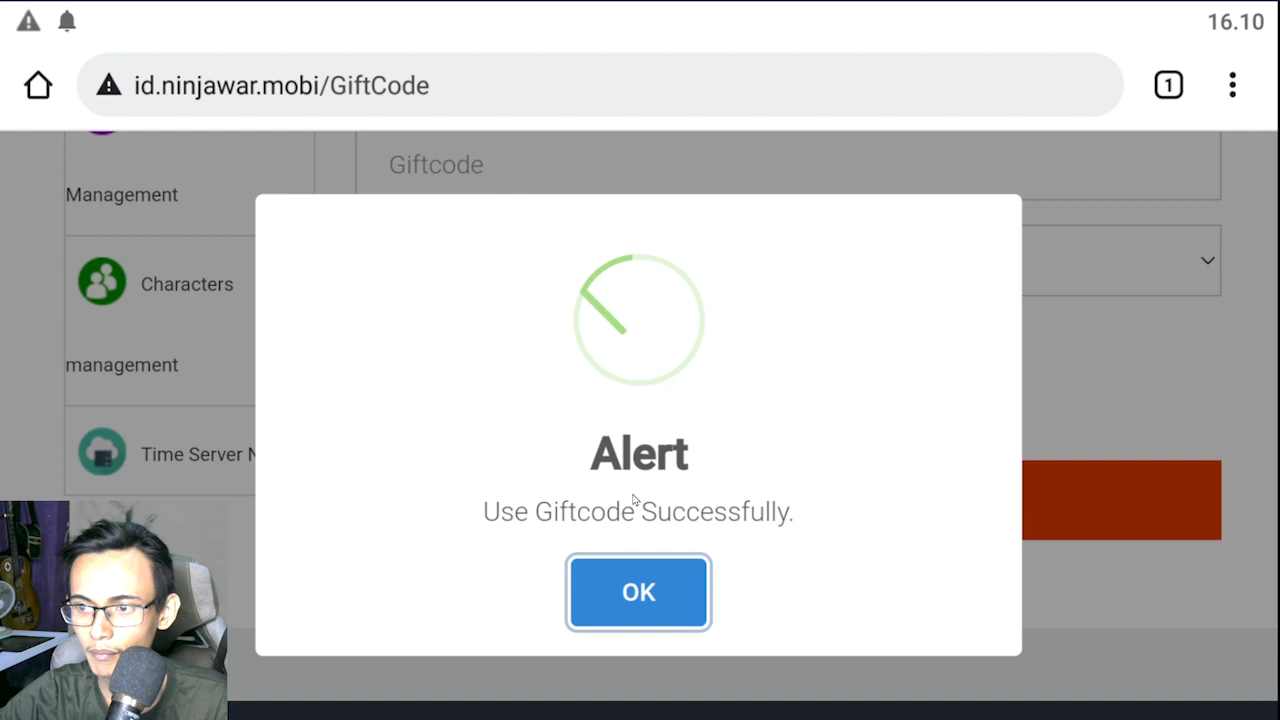 16.10
id.ninjawar.mobi/GiftCode
1
Giftcode
Management
Characters
management
Time Server N
Alert
Use Giftcode Successfully.
OK